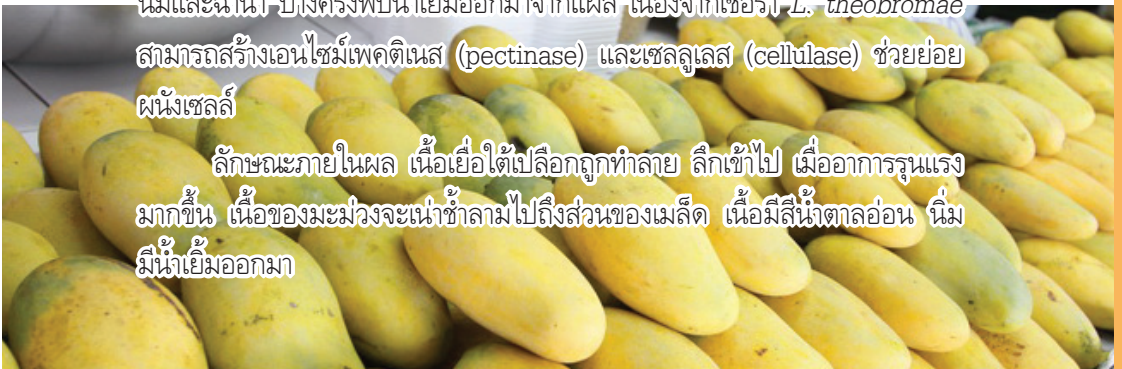 นิ่มและฉ่ำน้ำ บางครั้งพบน้ำเยิ้มออกมาจากแผล เนื่องจากเชื้อรา L. theobromae
สามารถสร้างเอนไซม์เพคติเนส (pectinase) และเซลลูเลส (cellulase) ช่วยย่อย
ผนังเซลล์
ลักษณะภายในผล เนื้อเยื่อใต้เปลือกถูกทำลาย ลึกเข้าไป เมื่ออาการรุนแรง
มากขึ้น เนื้อของมะม่วงจะเน่าช้ำลามไปถึงส่วนของเมล็ด เนื้อมีสีน้ำตาลอ่อน นิ่ม
มีน้ำเยิ้มออกมา